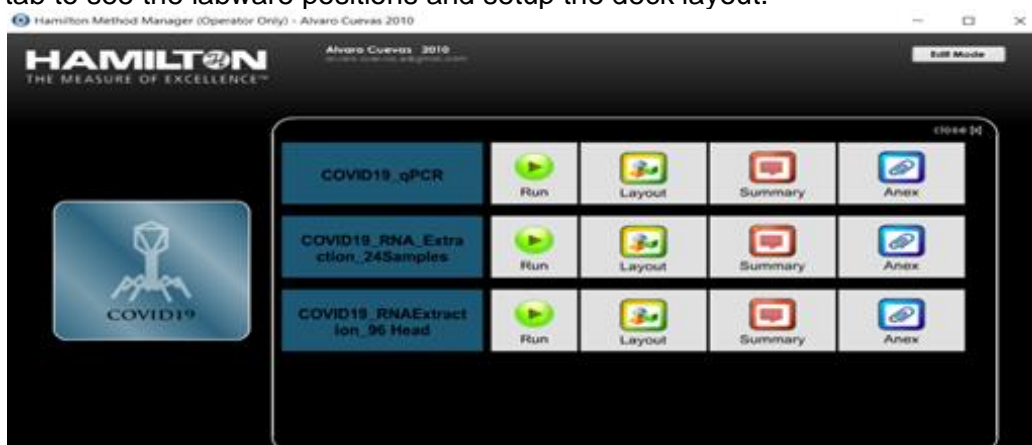 tab to see the labware positions and setup the deck layout.
Hamilton Method Manager (Operator Only) - Alvaro Cuevas 2010
HAMILTON
THE MEASURE OF EXCELLENCE™
Alvaro Cuevas 2010
Edit Mode
close [x]
COVID19_qPCR
Run
Layout
Summary
Anex
COVID19_RNA_Extra
ction_24Samples
Run
Layout
Summary
Anex
COVID19_RNAExtract
ion_96 Head
Run
Layout
Summary
Anex
COVID19